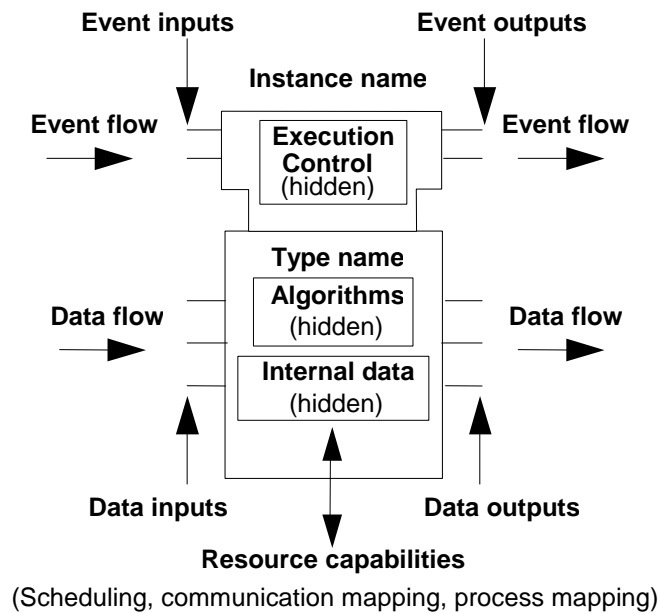 Event inputs
Event outputs
Instance name
Event flow
Execution
Control
(hidden)
Event flow
Type name
Algorithms
(hidden)
Data flow
Data flow
Internal data
(hidden)
Data inputs
Data outputs
Resource capabilities
(Scheduling, communication mapping, process mapping)